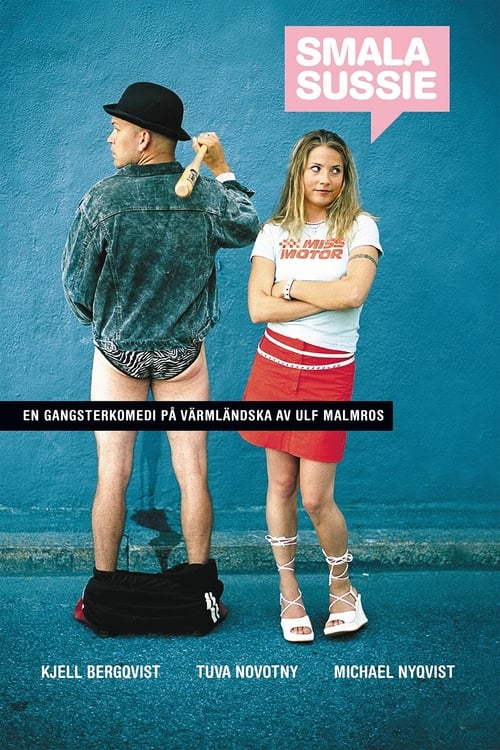 SMALA
SUSSIE
MISS
MOTOR
EN GANGSTERKOMEDI PÅ VÄRMLÄNDSKA AV ULF MALMROS
KJELL BERGQVIST TUVA NOVOTNY MICHAEL NYQVIST